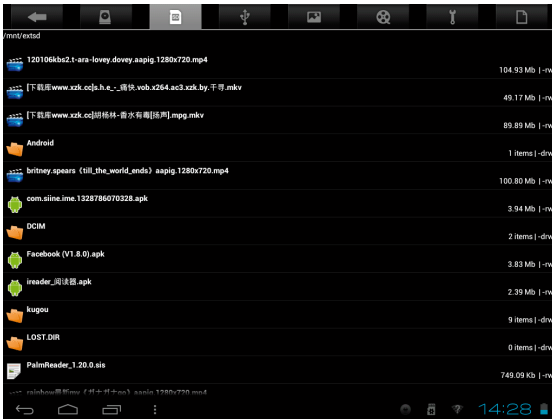 /mnt/extsd
120106kbs2.t-ara-lovey.dovey.aapig.1280x720.mp4
104.93 Mb | -rw
[下载库www.xzk.cc]s.h.e_-_痛快.vob.x264.ac3.xzk.by.千寻.mkv
49.17 Mb | -rw
[下载库www.xzk.cc]胡杨林-香水有毒[扬声].mpg.mkv
89.89 Mb | -rw
Android
1 items | -drw
britney.spears《till_the_world_ends》aapig.1280x720.mp4
100.80 Mb | -rw
com.siine.ime.1328786070328.apk
3.94 Mb | -rw
DCIM
2 items | -drw
Facebook (V1.8.0).apk
3.83 Mb | -rw
ireader_阅读器.apk
2.39 Mb | -rw
kugou
9 items | -drw
LOST.DIR
0 items | -drw
PalmReader_1.20.0.sis
749.09 Kb | -rw
14:28